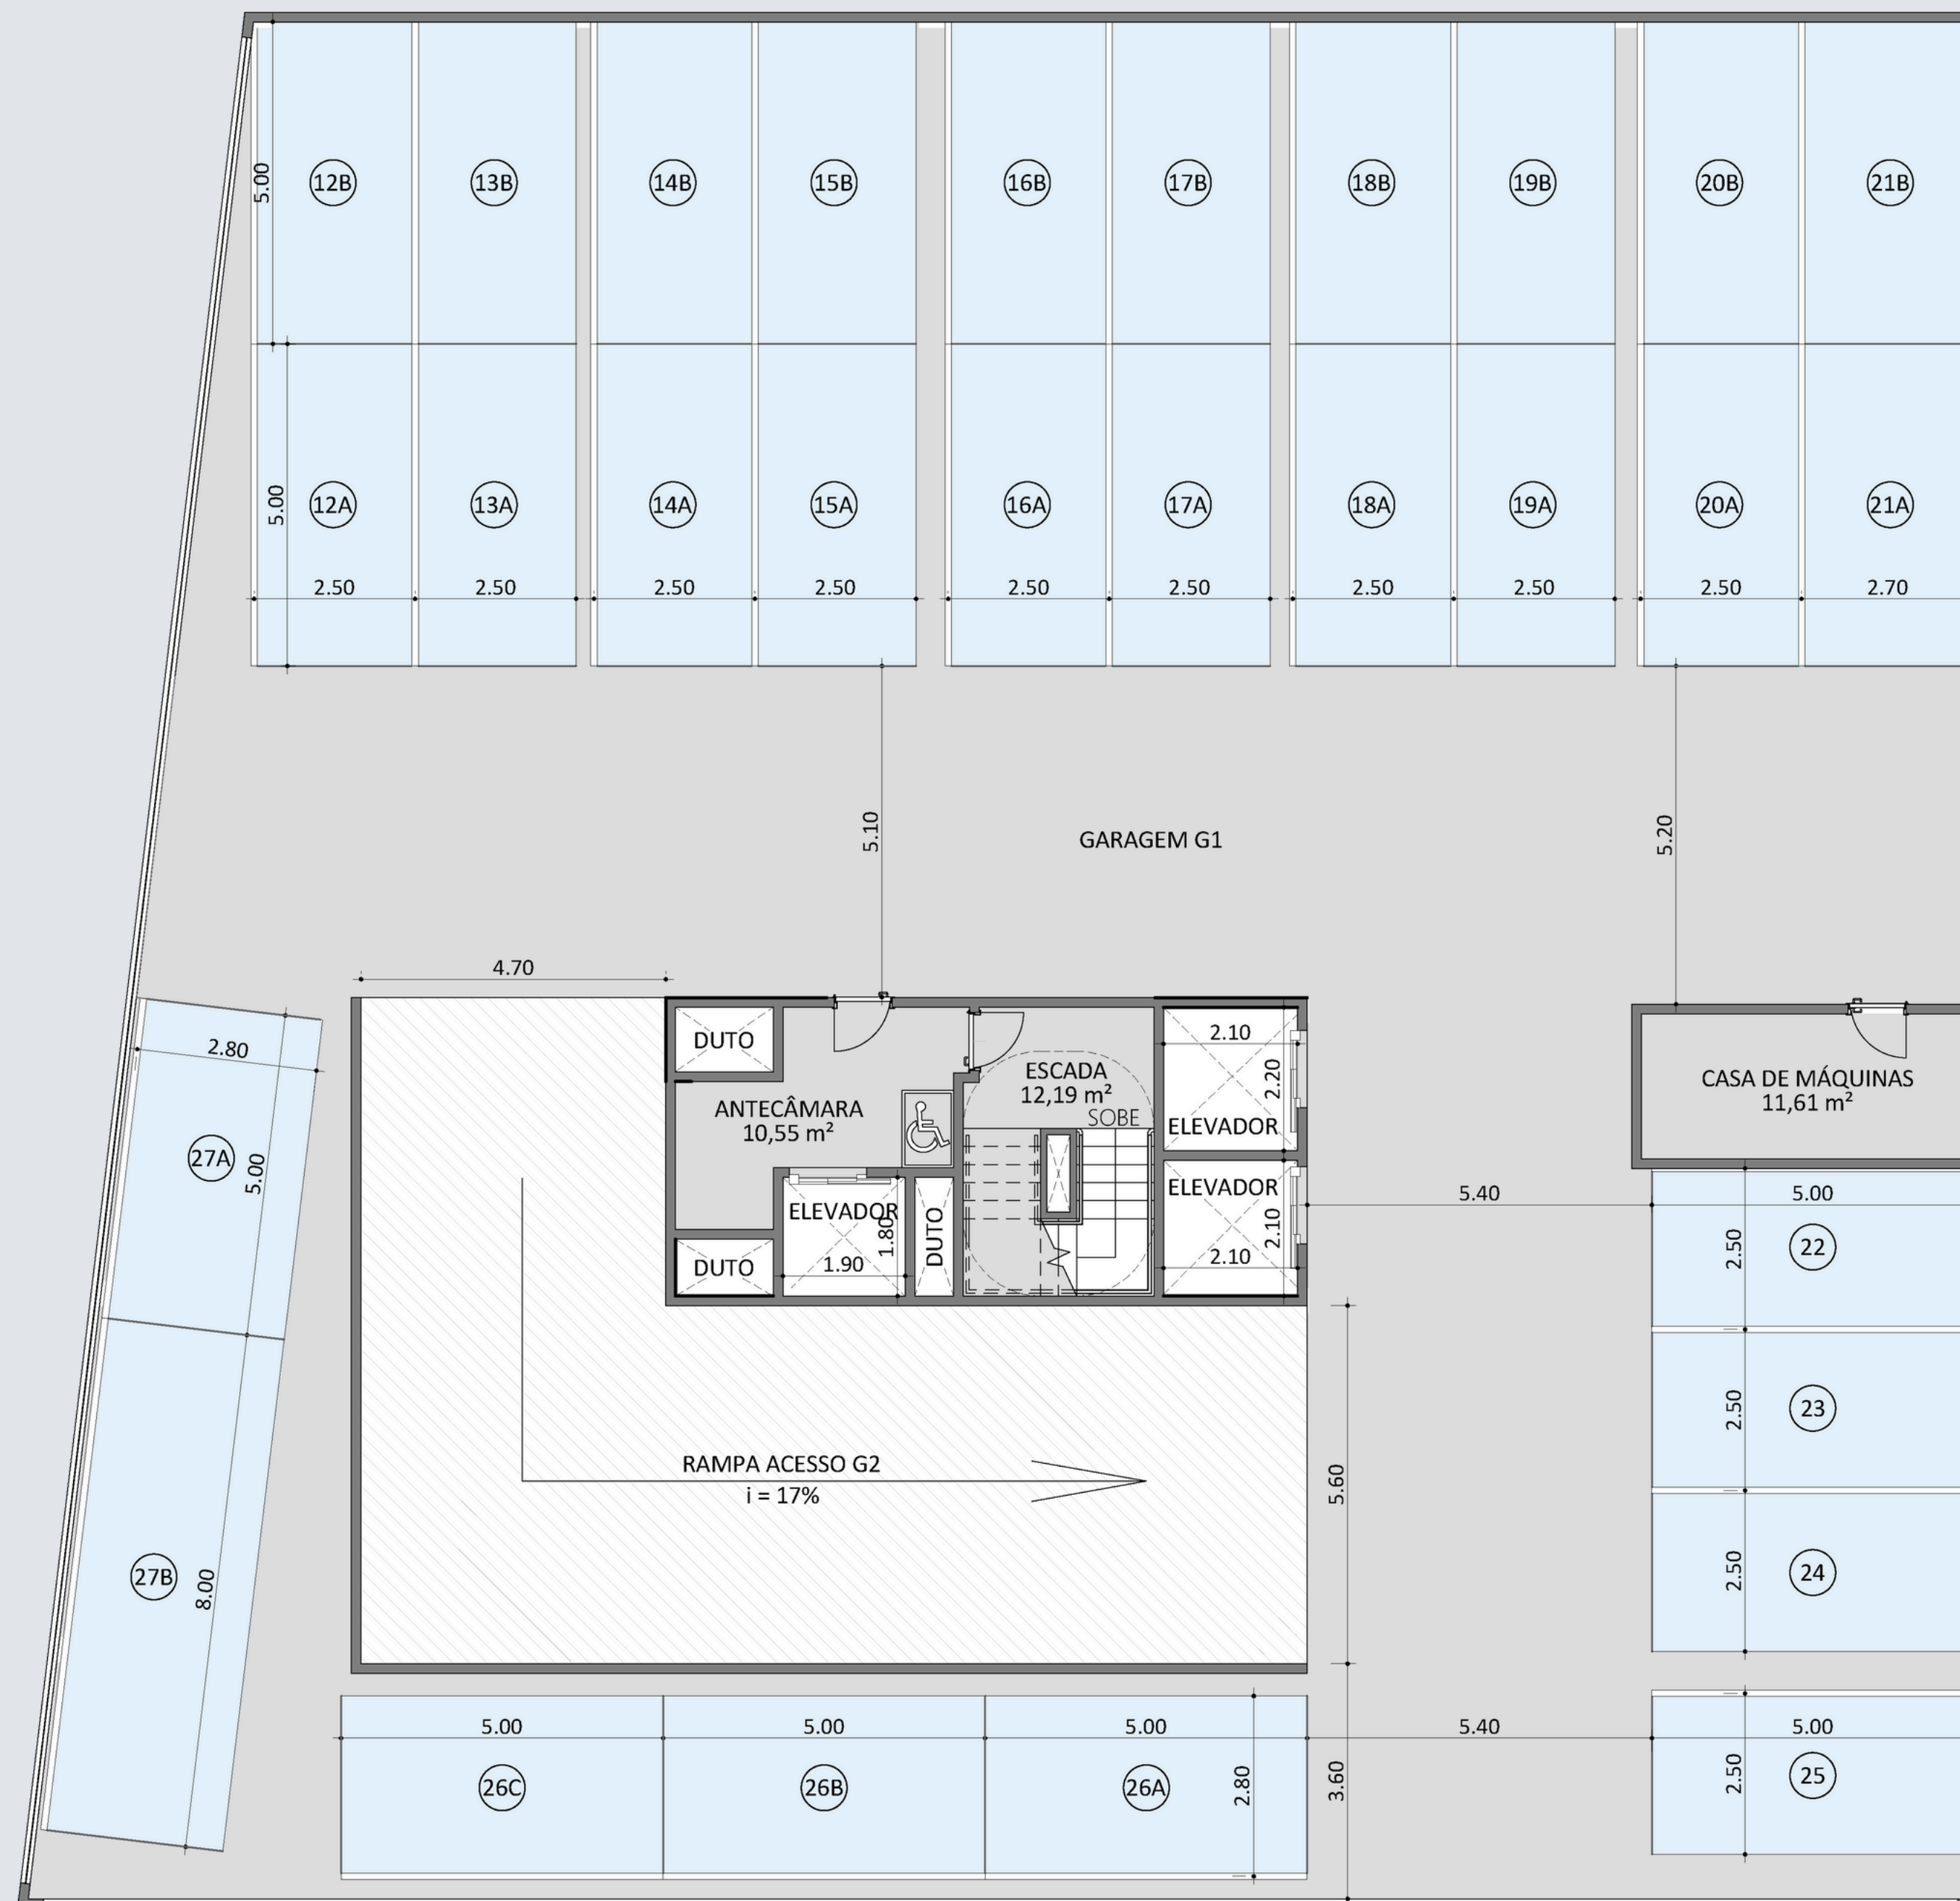 12B
13B
14B
15B
16B
17B
18B
19B
20B
21B
5.00
12A
13A
14A
15A
16A
17A
18A
19A
20A
21A
5.00
2.50
2.50
2.50
2.50
2.50
2.50
2.50
2.50
2.50
2.70
5.10
GARAGEM G1
5.20
4.70
2.80
27A
5.00
27B
8.00
DUTO
ANTECÂMARA
10,55 m²
DUTO
ELEVADOR
1.80
1.90
DUTO
ESCADA
12,19 m²
SOBE
2.10
2.20
ELEVADOR
ELEVADOR
2.10
2.10
CASA DE MÁQUINAS
11,61 m²
5.40
5.00
2.50
22
2.50
23
2.50
24
RAMPA ACESSO G2
i = 17%
5.60
5.00
5.00
5.00
5.40
5.00
26C
26B
26A
2.80
3.60
2.50
25